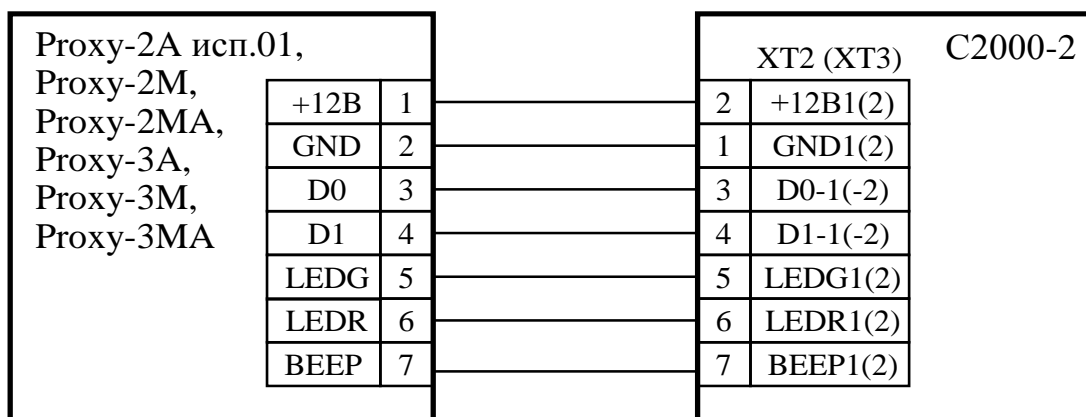 Proxy-2A исп.01,
Proxy-2M,
Proxy-2MA,
Proxy-3A,
Proxy-3M,
Proxy-3MA
+12В 1
GND 2
D0 3
D1 4
LEDG 5
LEDR 6
BEEP 7
C2000-2
XT2 (XT3)
2 +12В1(2)
1 GND1(2)
3 D0-1(-2)
4 D1-1(-2)
5 LEDG1(2)
6 LEDR1(2)
7 BEEP1(2)